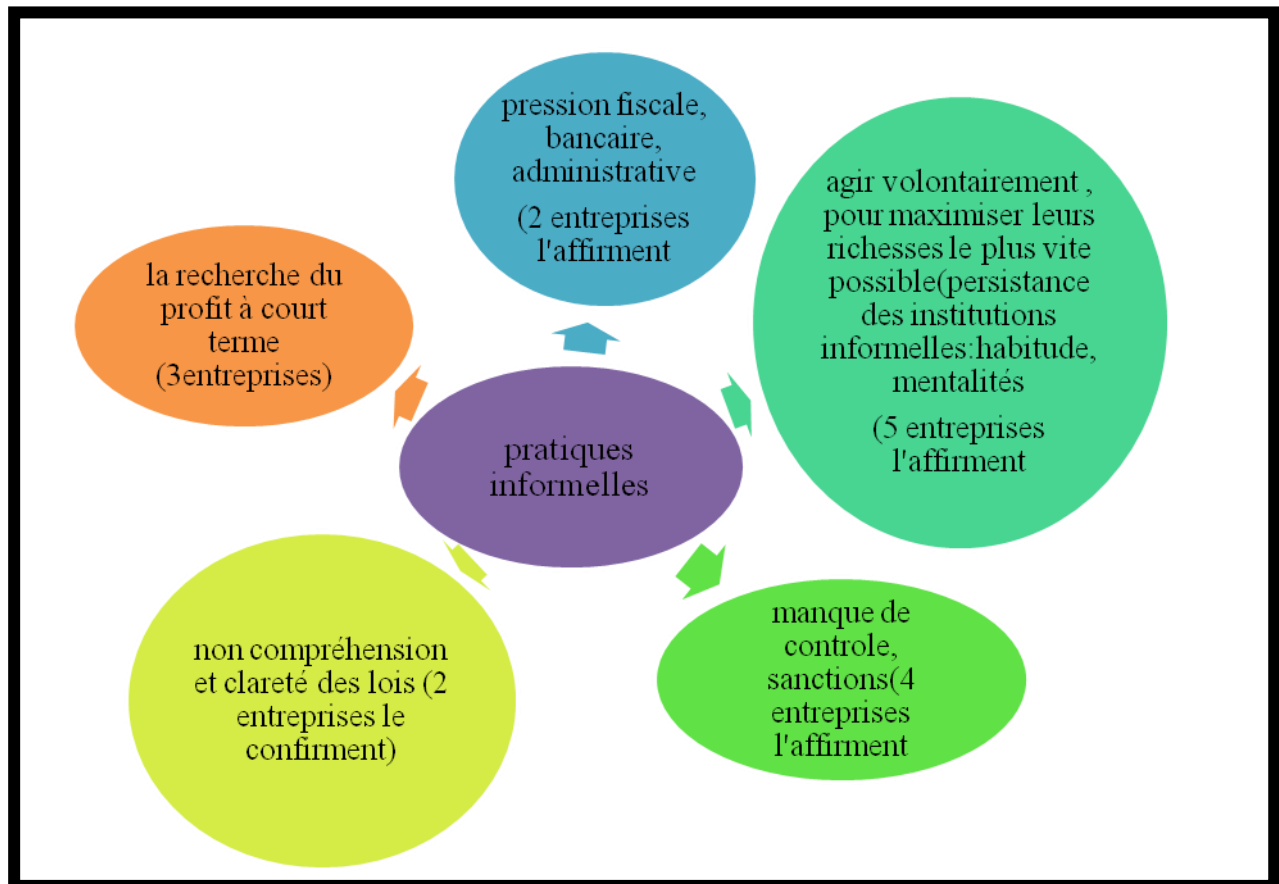 pression fiscale,
bancaire,
administrative
(2 entreprises
l'affirment
agir volontairement ,
pour maximiser leurs
richesses le plus vite
possible(persistance
des institutions
informelles:habitude,
mentalités
(5 entreprises
l'affirment
la recherche du
profit à court
terme
(3entreprises)
pratiques
informelles
manque de
controle,
sanctions(4
entreprises
l'affirment
non compréhension
et clareté des lois (2
entreprises le
confirment)